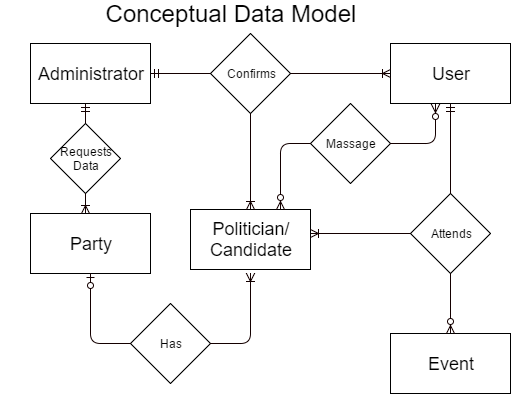 Conceptual Data Model
Administrator
Confirms
User
Requests
Data
Massage
Party
Politician/
Candidate
Attends
Has
Event